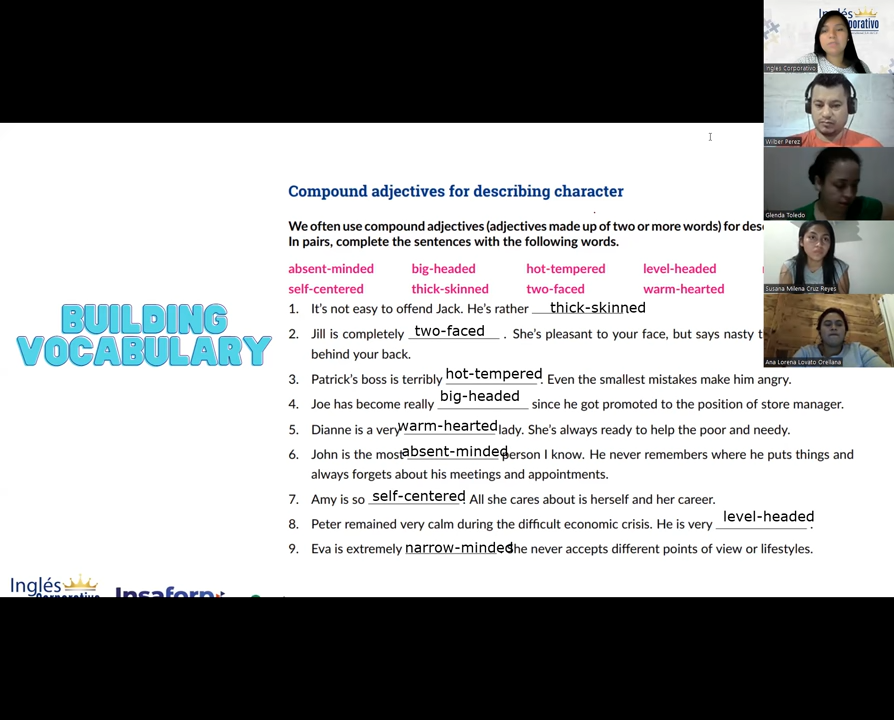 Inglés
Corporativo
Inglés Corporativo
Wilber Perez
Glenda Toledo
Susana Milena Cruz Reyes
Ana Lorena Lovato Orellana
BUILDING
VOCABULARY
Compound adjectives for describing character
We often use compound adjectives (adjectives made up of two or more words) for
In pairs, complete the sentences with the following words.
absent-minded big-headed hot-tempered level-headed
self-centered thick-skinned two-faced warm-hearted
1. It's not easy to offend Jack. He's rather thick-skinned
2. Jill is completely two-faced . She's pleasant to your face, but says nasty
behind your back.
3. Patrick's boss is terribly hot-tempered . Even the smallest mistakes make him angry.
4. Joe has become really big-headed since he got promoted to the position of store manager.
5. Dianne is a very warm-hearted lady. She's always ready to help the poor and needy.
6. John is the most absent-minded person I know. He never remembers where he puts things and
always forgets about his meetings and appointments.
7. Amy is so self-centered . All she cares about is herself and her career.
8. Peter remained very calm during the difficult economic crisis. He is very level-headed .
9. Eva is extremely narrow-minded She never accepts different points of view or lifestyles.
Inglés
Corporativo
Insaforp